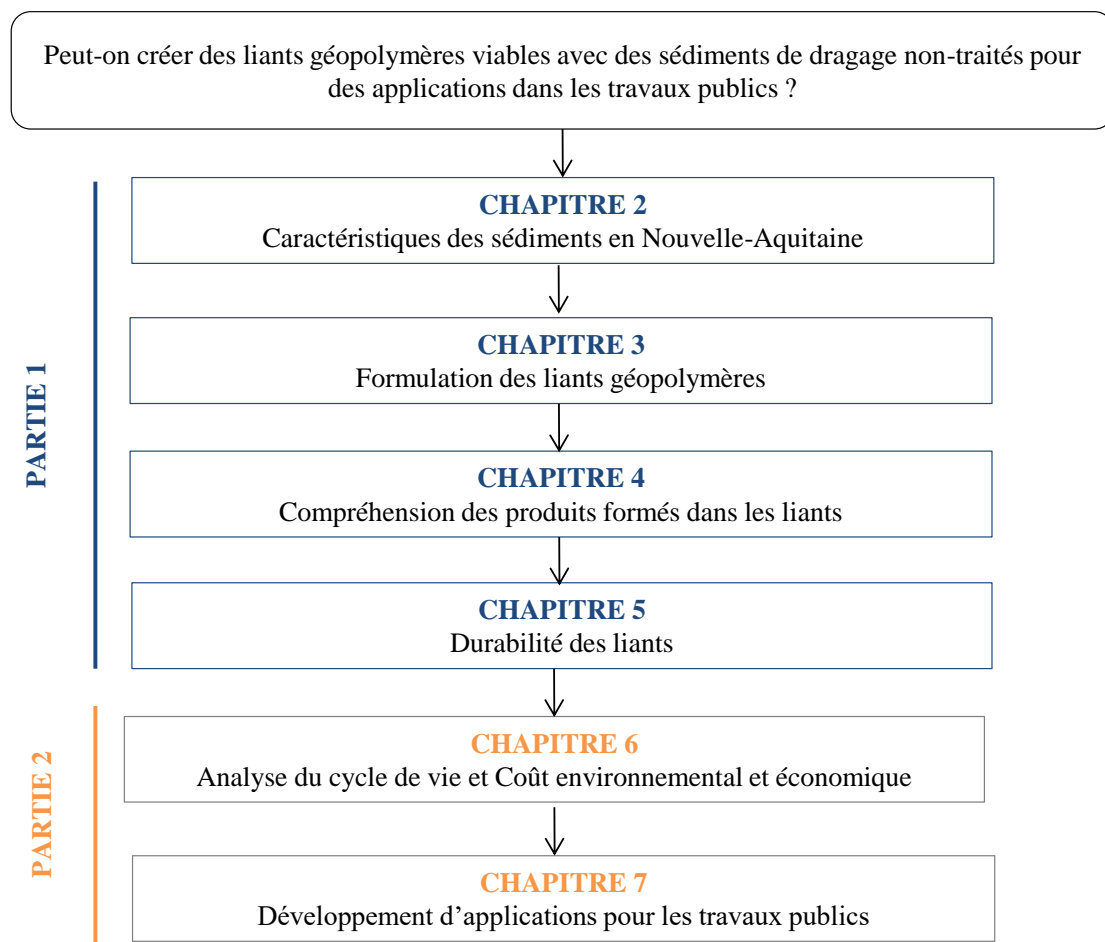 Peut-on créer des liants géopolymères viables avec des sédiments de dragage non-traités pour
des applications dans les travaux publics ?
PARTIE 1
CHAPITRE 2
Caractéristiques des sédiments en Nouvelle-Aquitaine
CHAPITRE 3
Formulation des liants géopolymères
CHAPITRE 4
Compréhension des produits formés dans les liants
CHAPITRE 5
Durabilité des liants
PARTIE 2
CHAPITRE 6
Analyse du cycle de vie et Coût environnemental et économique
CHAPITRE 7
Développement d’applications pour les travaux publics